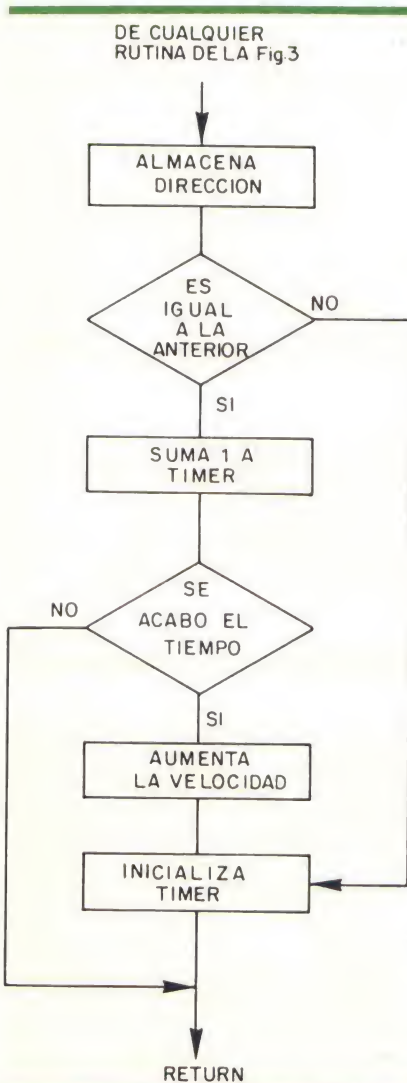 DE CUALQUIER
RUTINA DE LA Fig.3
ALMACENA
DIRECCION
ES
IGUAL
A LA
ANTERIOR
NO
SI
SUMA 1 A
TIMER
SE
ACABO EL
TIEMPO
NO
SI
AUMENTA
LA VELOCIDAD
INICIALIZA
TIMER
RETURN